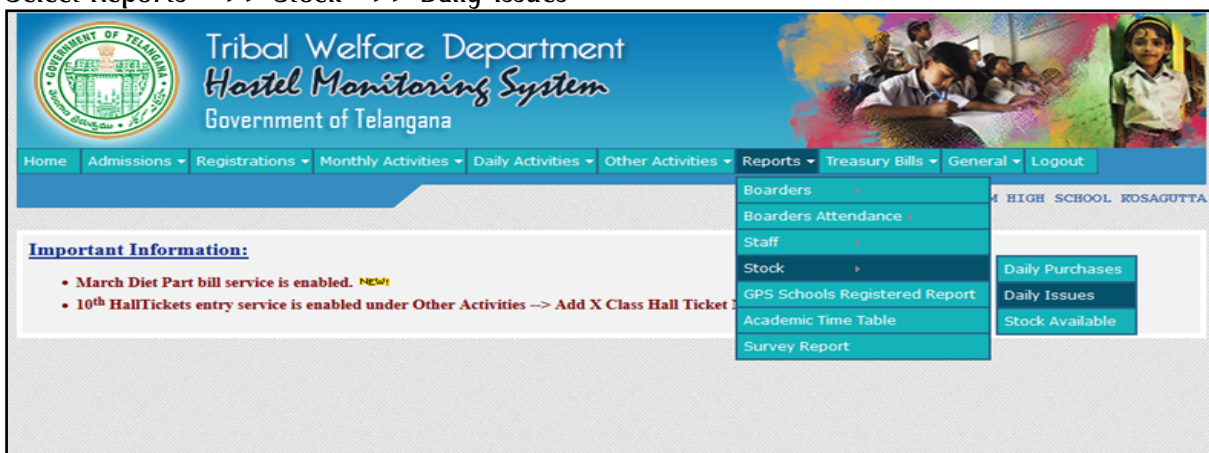 Select Reports -->> Stock -->> Daily Issues
GOVERNMENT OF TELANGANA
Tribal Welfare Department
Hostel Monitoring System
Government of Telangana
Home Admissions Registrations Monthly Activities Daily Activities Other Activities Reports Treasury Bills General Logout
Boarders
M HIGH SCHOOL KOSAGUTTA
Boarders Attendance
Staff
Stock
GPS Schools Registered Report
Academic Time Table
Survey Report
Daily Purchases
Daily Issues
Stock Available
Important Information:
March Diet Part bill service is enabled. NEW!
10th HallTickets entry service is enabled under Other Activities --> Add X Class Hall Ticket